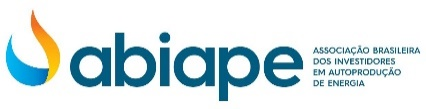 abiape
ASSOCIAÇÃO BRASILEIRA
DOS INVESTIDORES
EM AUTOPRODUÇÃO
DE ENERGIA